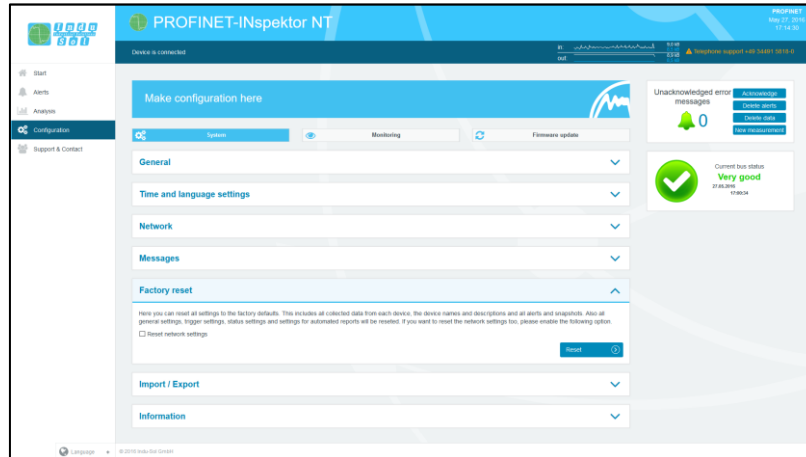 Indu
Sol
PROFINET-INspektor NT
PROFINET
May 27, 2016
17:14:30
Device is connected.
in
out
Telephone support +49 34491 5818-0
Start
Alerts
Analysis
Configuration
Support & Contact
Make configuration here
System
Monitoring
Firmware update
General
Time and language settings
Network
Messages
Factory reset
Here you can reset all settings to the factory defaults. This includes all collected data from each device, the device names and descriptions and all alerts and snapshots. Also all
general settings, trigger settings, status settings and settings for automated reports will be reseted. If you want to reset the network settings too, please enable the following option.
Reset network settings
Reset
Import / Export
Information
Unacknowledged error
messages
0
Acknowledge
Delete alerts
Delete data
New measurement
Current bus status
Very good
27.05.2016
17:00:34
Language
© 2015 Indu-Sol GmbH